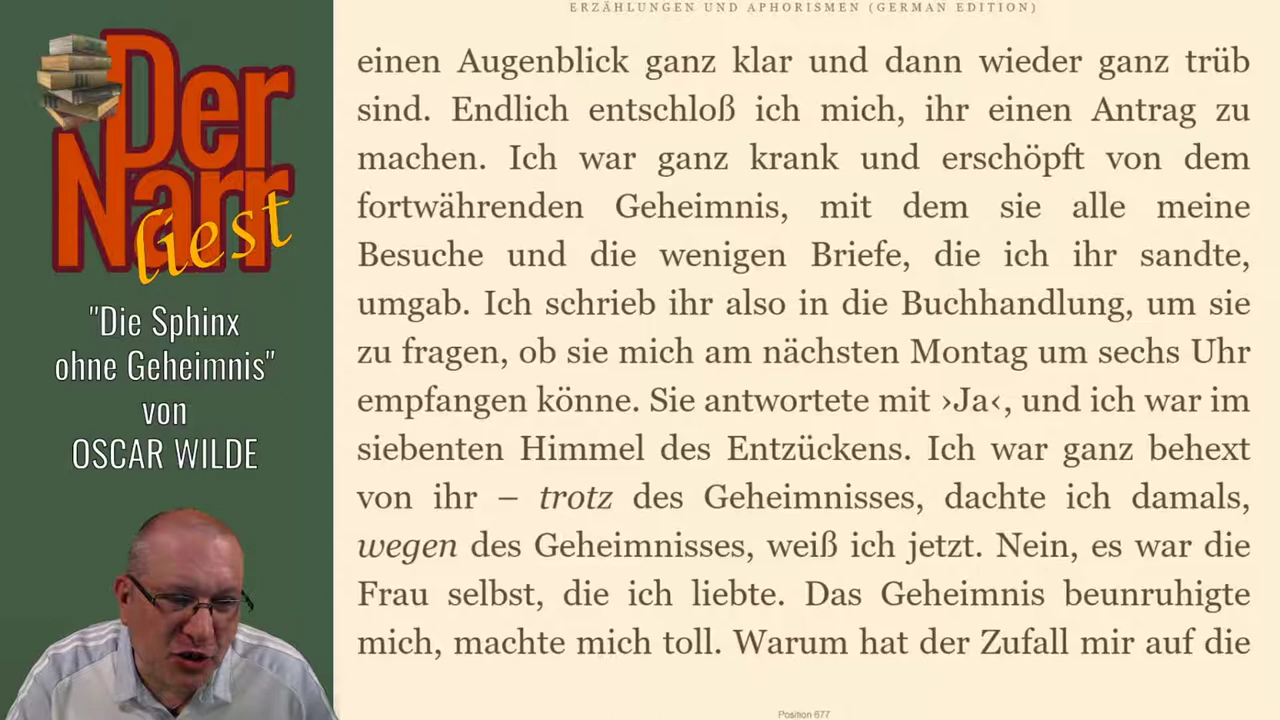 Der
Narr
liest
"Die Sphinx
ohne Geheimnis"
von
OSCAR WILDE
ERZÄHLUNGEN UND APHORISMEN (GERMAN EDITION)
einen Augenblick ganz klar und dann wieder ganz trüb
sind. Endlich entschloß ich mich, ihr einen Antrag zu
machen. Ich war ganz krank und erschöpft von dem
fortwährenden Geheimnis, mit dem sie alle meine
Besuche und die wenigen Briefe, die ich ihr sandte,
umgab. Ich schrieb ihr also in die Buchhandlung, um sie
zu fragen, ob sie mich am nächsten Montag um sechs Uhr
empfangen könne. Sie antwortete mit ›Ja‹, und ich war im
siebenten Himmel des Entzückens. Ich war ganz behext
von ihr – trotz des Geheimnisses, dachte ich damals,
wegen des Geheimnisses, weiß ich jetzt. Nein, es war die
Frau selbst, die ich liebte. Das Geheimnis beunruhigte
mich, machte mich toll. Warum hat der Zufall mir auf die
Position 677